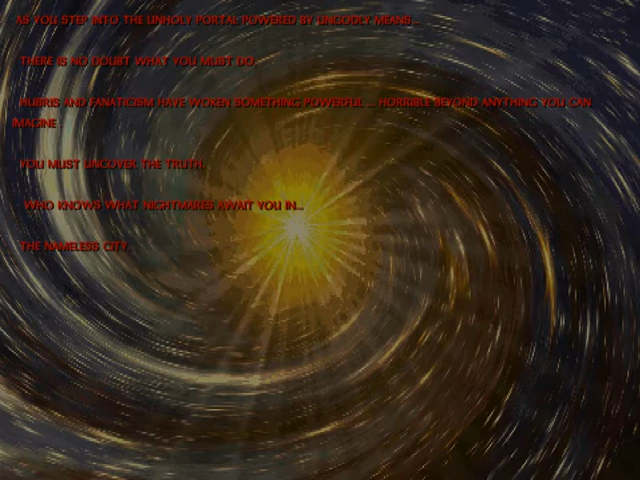 AS YOU STEP INTO THE UNHOLY PORTAL POWERED BY UNGODLY MEANS...
THERE IS NO DOUBT WHAT YOU MUST DO.
HUBRIS AND FANATICISM HAVE WOKEN SOMETHING POWERFUL ... HORRIBLE BEYOND ANYTHING YOU CAN
IMAGINE.
YOU MUST UNCOVER THE TRUTH.
WHO KNOWS WHAT NIGHTMARES AWAIT YOU IN...
THE NAMELESS CITY.